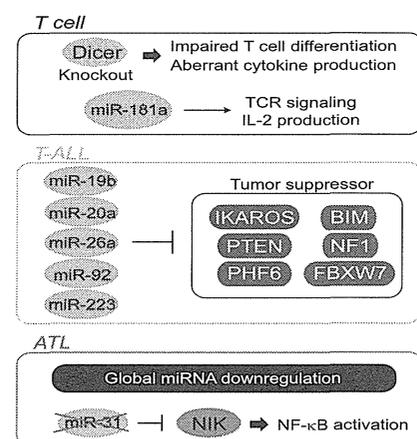 T cell
Dicer
Knockout
Impaired T cell differentiation
Aberrant cytokine production
miR-181a
TCR signaling
IL-2 production
T-ALL
miR-19b
miR-20a
miR-26a
miR-92
miR-223
Tumor suppressor
IKAROS BIM
PTEN NF1
PHF6 FBXW7
ATL
Global miRNA downregulation
miR-31 NIK NF-κB activation